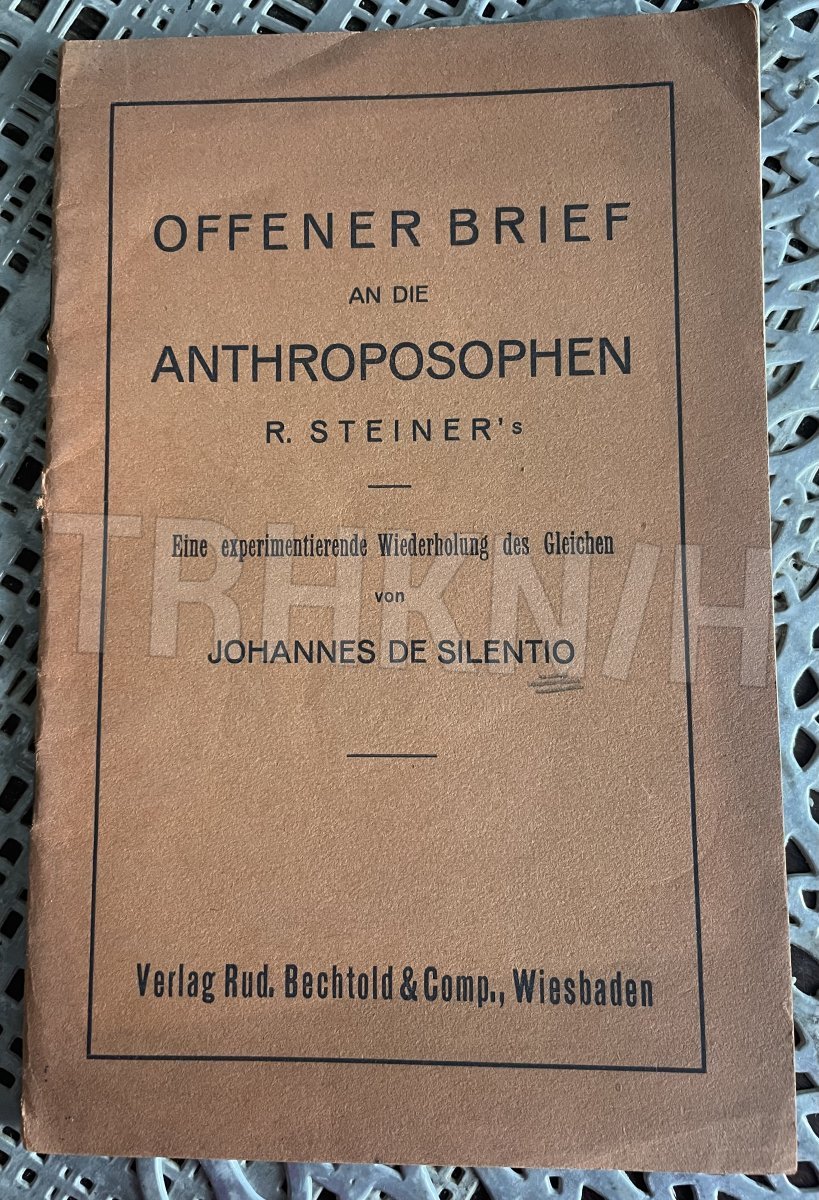 OFFENER BRIEF
AN DIE
ANTHROPOSOPHEN
R. STEINER's
Eine experimentierende Wiederholung des Gleichen
von
JOHANNES DE SILENTIO
Verlag Rud. Bechtold & Comp., Wiesbaden
TRHKN/H